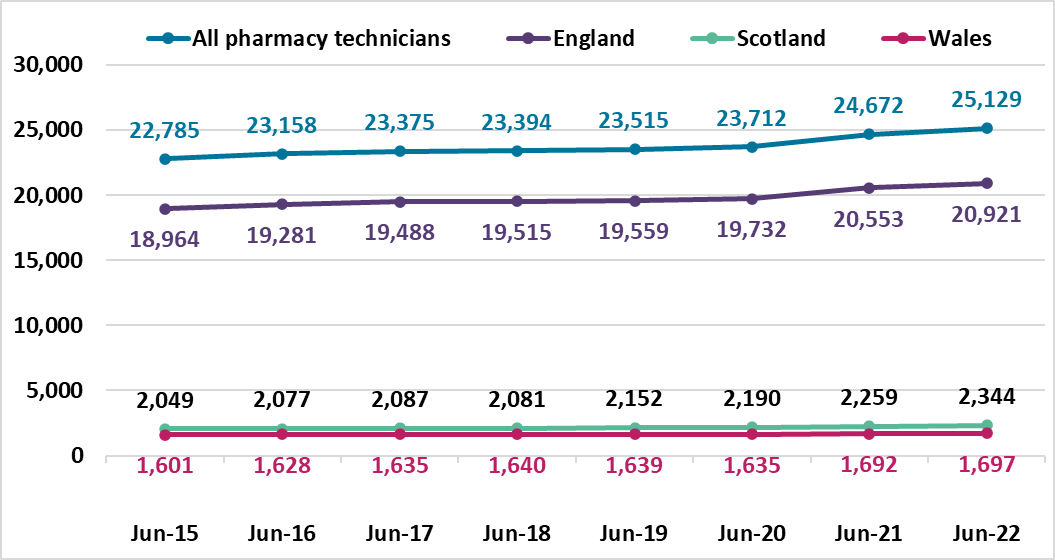 All pharmacy technicians England Scotland Wales
30,000
25,000
20,000
15,000
10,000
5,000
0
22,785 23,158 23,375 23,394 23,515 23,712 24,672 25,129
18,964 19,281 19,488 19,515 19,559 19,732 20,553 20,921
2,049 2,077 2,087 2,081 2,152 2,190 2,259 2,344
1,601 1,628 1,635 1,640 1,639 1,635 1,692 1,697
Jun-15 Jun-16 Jun-17 Jun-18 Jun-19 Jun-20 Jun-21 Jun-22